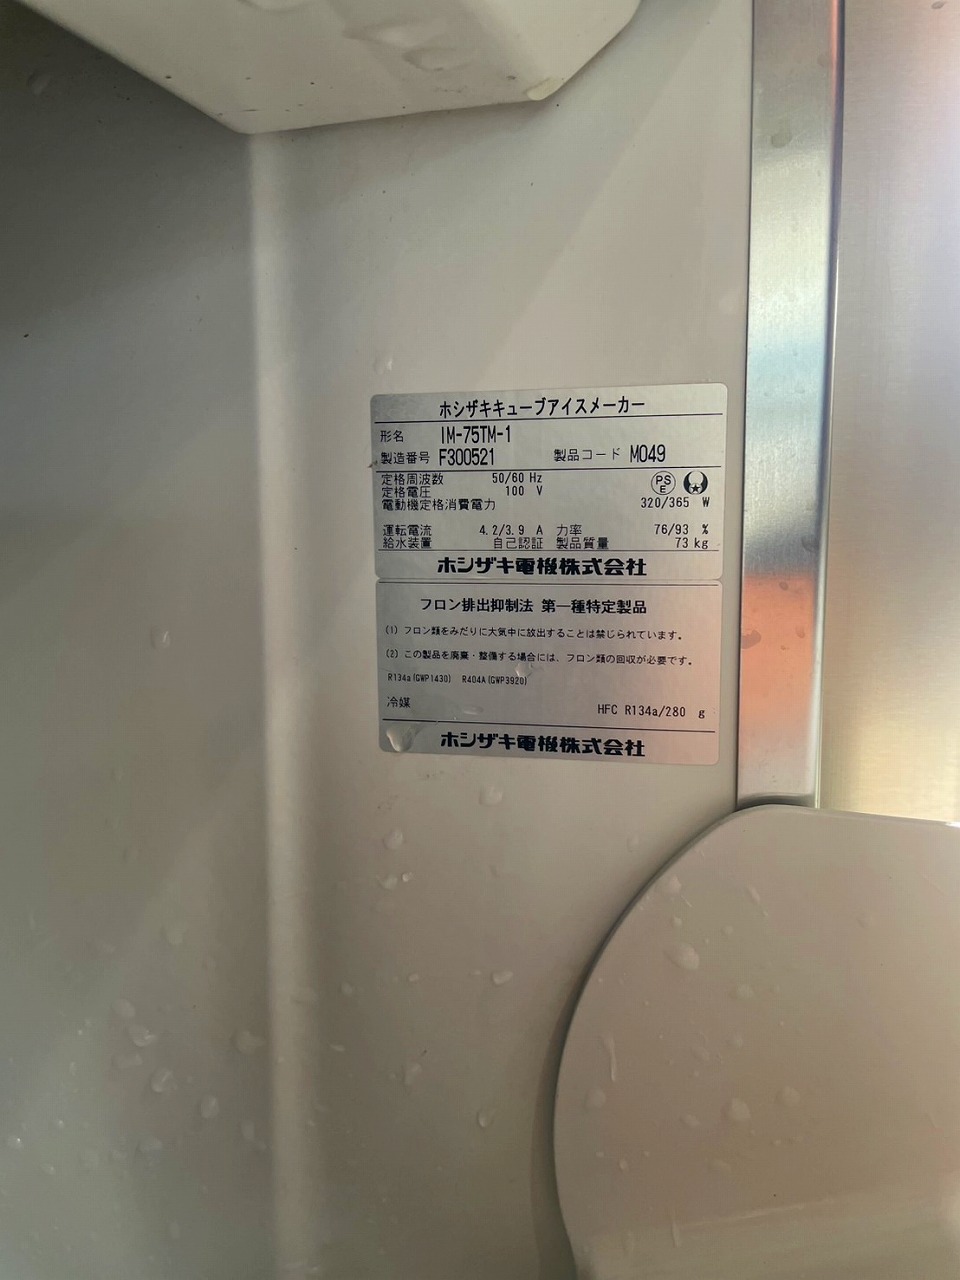 ホシザキキューブアイスメーカー
形名 IM-75TM-1
製造番号 F300521 製品コード M049
定格周波数 50/60 Hz
定格電圧 100 V
PS E
電動機定格消費電力 320/365 W
運転電流 4.2/3.9 A 力率 76/93 %
給水装置 自己認証 製品質量 73 kg
ホシザキ電機株式会社
フロン排出抑制法 第一種特定製品
(1) フロン類をみだりに大気中に放出することは禁じられています。
(2) この製品を廃棄・整備する場合には、フロン類の回収が必要です。
R134a(GWP1430) R404A(GWP3920)
冷媒 HFC R134a/280 g
ホシザキ電機株式会社